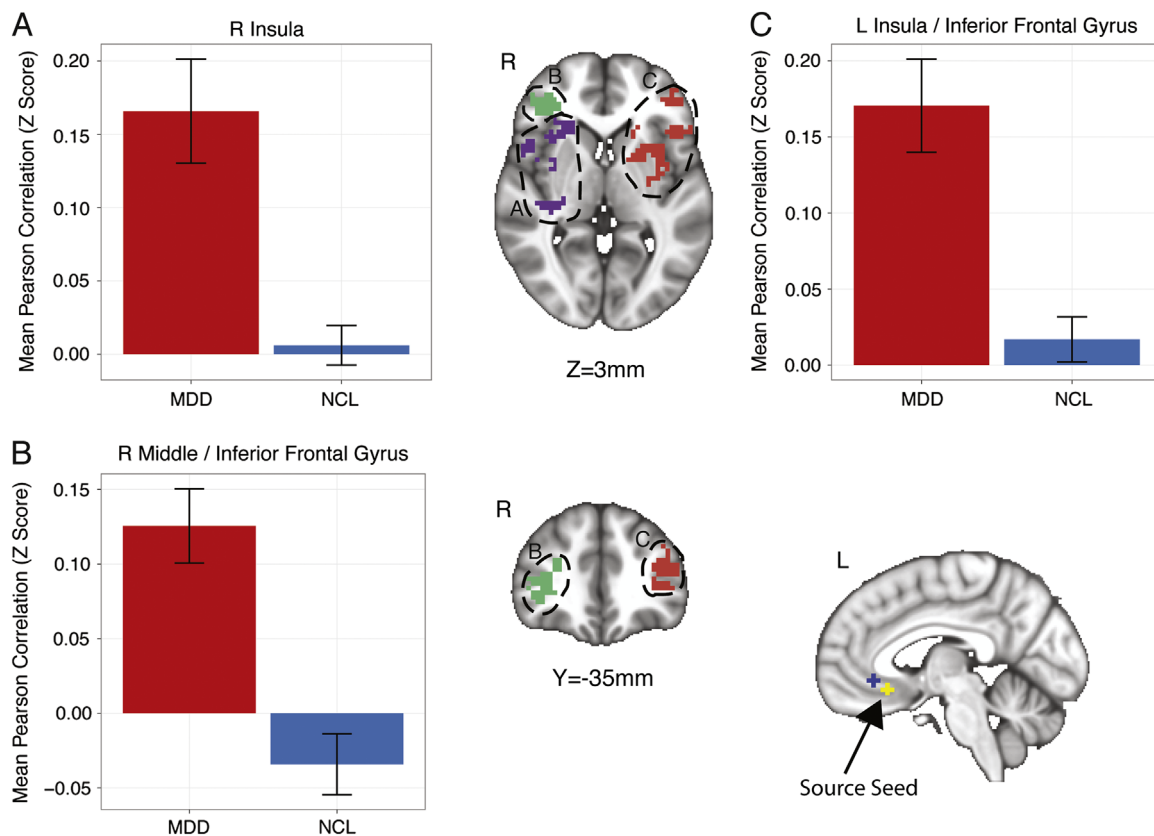 A
R Insula
Mean Pearson Correlation (Z Score)
0.20
0.15
0.10
0.05
0.00
MDD NCL
R
B
C
A
Z=3mm
C
L Insula / Inferior Frontal Gyrus
Mean Pearson Correlation (Z Score)
0.20
0.15
0.10
0.05
0.00
MDD NCL
B
R Middle / Inferior Frontal Gyrus
Mean Pearson Correlation (Z Score)
0.15
0.10
0.05
0.00
−0.05
MDD NCL
R
B
C
Y=-35mm
L
Source Seed